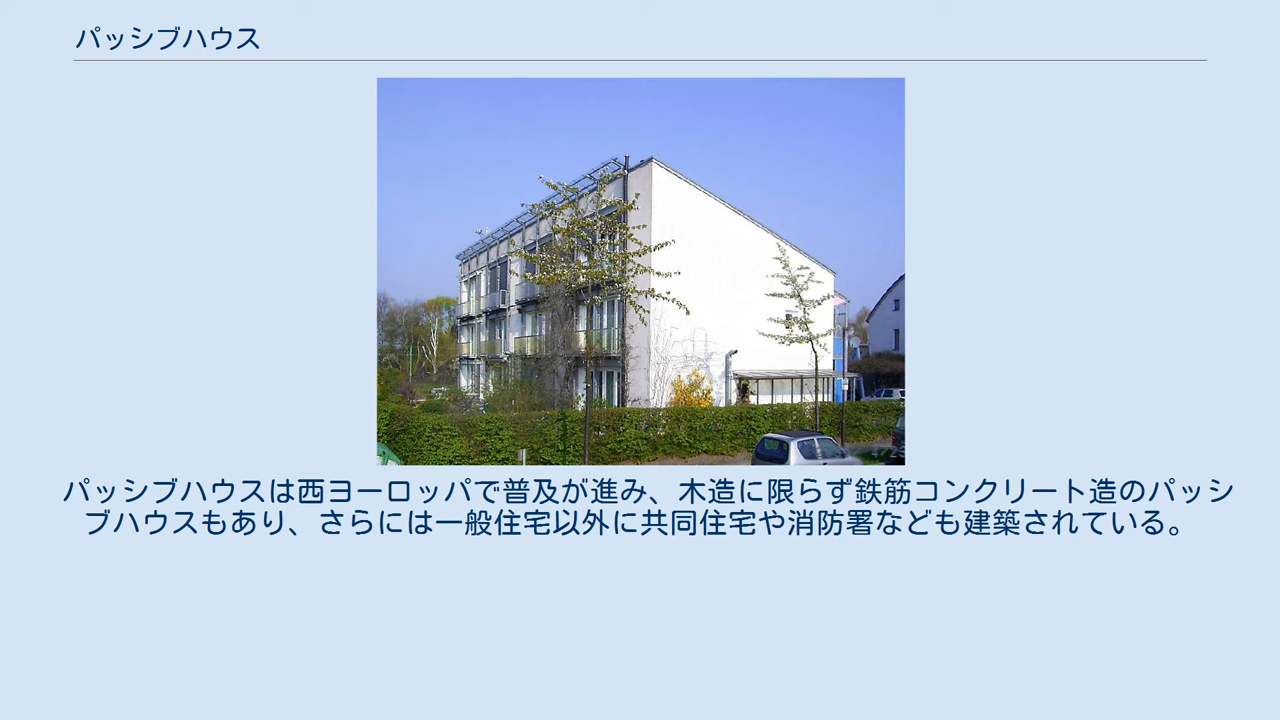 パッシブハウス
パッシブハウスは西ヨーロッパで普及が進み、木造に限らず鉄筋コンクリート造のパッシ
ブハウスもあり、さらには一般住宅以外に共同住宅や消防署なども建築されている。